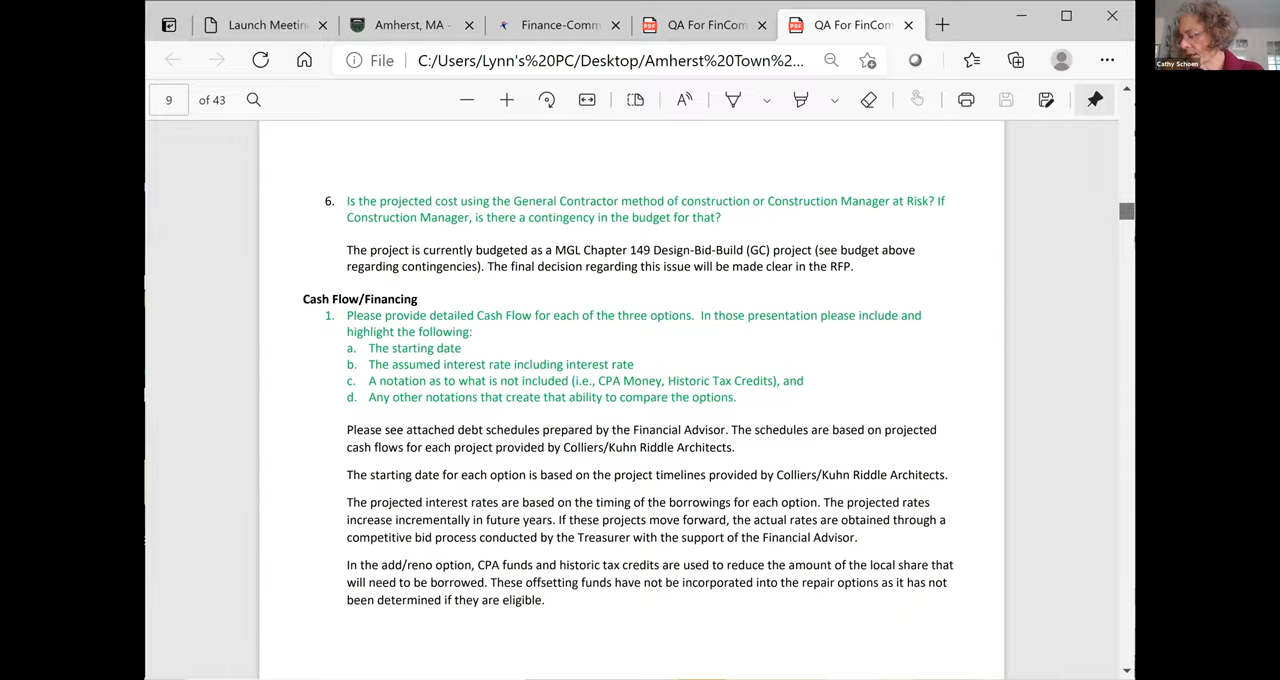 Launch Meetin
Amherst, MA -
Finance-Comm
QA For FinCom
QA For FinCom
File
C:/Users/Lynn's%20PC/Desktop/Amherst%20Town%2...
Cathy Schoen
9 of 43
6. Is the projected cost using the General Contractor method of construction or Construction Manager at Risk? If
Construction Manager, is there a contingency in the budget for that?
The project is currently budgeted as a MGL Chapter 149 Design-Bid-Build (GC) project (see budget above
regarding contingencies). The final decision regarding this issue will be made clear in the RFP.
Cash Flow/Financing
1. Please provide detailed Cash Flow for each of the three options. In those presentation please include and
highlight the following:
a. The starting date
b. The assumed interest rate including interest rate
c. A notation as to what is not included (i.e., CPA Money, Historic Tax Credits), and
d. Any other notations that create that ability to compare the options.
Please see attached debt schedules prepared by the Financial Advisor. The schedules are based on projected
cash flows for each project provided by Colliers/Kuhn Riddle Architects.
The starting date for each option is based on the project timelines provided by Colliers/Kuhn Riddle Architects.
The projected interest rates are based on the timing of the borrowings for each option. The projected rates
increase incrementally in future years. If these projects move forward, the actual rates are obtained through a
competitive bid process conducted by the Treasurer with the support of the Financial Advisor.
In the add/reno option, CPA funds and historic tax credits are used to reduce the amount of the local share that
will need to be borrowed. These offsetting funds have not be incorporated into the repair options as it has not
been determined if they are eligible.